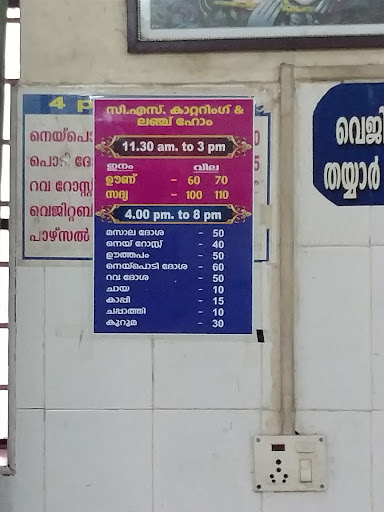 4 p
സി.എസ്. കാറ്ററിംഗ് &
ലഞ്ച് ഹോം
11.30 am. to 3 pm
ഇനം വില
ഊണ് - 60 70
സദ്യ - 100 110
4.00 pm. to 8 pm
മസാല ദോശ - 50
നെയ് റോസ്റ്റ് - 40
ഊത്തപം - 50
നെയ്പൊടി ദോശ - 60
റവ ദോശ - 50
ചായ - 10
കാപ്പി - 15
ചപ്പാത്തി - 10
കുറുമ - 30
നെയ്പൊ
പൊടി ദോ
റവ റോസ്റ്റ്
വെജിറ്റബ
പാഴ്സൽ
വെജി
തയ്യാർ